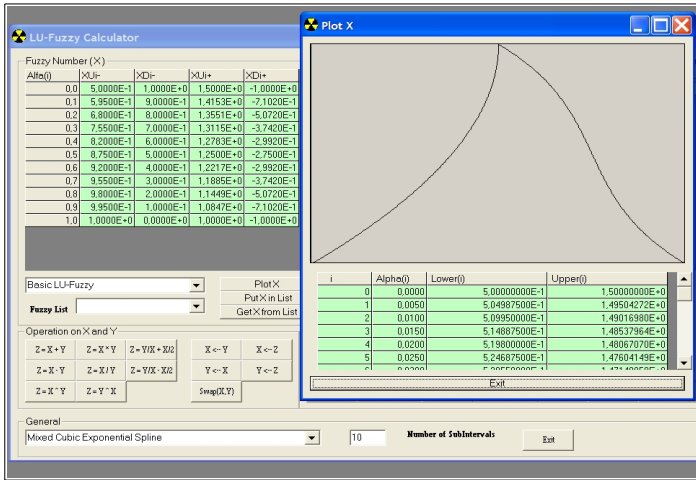 LU-Fuzzy Calculator
Fuzzy Number (X)
Alfa(i) XUi- XDi- XUi+ XDi+
0,0 5,0000E-1 1,0000E+0 1,5000E+0 -1,0000E+0
0,1 5,9500E-1 9,0000E-1 1,4153E+0 -7,1020E-1
0,2 6,8000E-1 8,0000E-1 1,3551E+0 -5,0720E-1
0,3 7,5500E-1 7,0000E-1 1,3115E+0 -3,7420E-1
0,4 8,2000E-1 6,0000E-1 1,2783E+0 -2,9920E-1
0,5 8,7500E-1 5,0000E-1 1,2500E+0 -2,7500E-1
0,6 9,2000E-1 4,0000E-1 1,2217E+0 -2,9920E-1
0,7 9,5500E-1 3,0000E-1 1,1885E+0 -3,7420E-1
0,8 9,8000E-1 2,0000E-1 1,1449E+0 -5,0720E-1
0,9 9,9500E-1 1,0000E-1 1,0847E+0 -7,1020E-1
1,0 1,0000E+0 0,0000E+0 1,0000E+0 -1,0000E+0
Basic LU-Fuzzy
Plot X
Put X in List
Fuzzy List
Get X from List
Operation on X and Y
Z = X + Y Z = X * Y Z = Y/X + X/2 X <-- Y X <-- Z
Z = X - Y Z = X / Y Z = Y/X - X/2 Y <-- X Y <-- Z
Z = X ^ Y Z = Y ^ X Swap(X,Y)
General
Mixed Cubic Exponential Spline
10
Number of SubIntervals
Exit
Plot X
i Alpha(i) Lower(i) Upper(i)
0 0,0000 5,00000000E-1 1,50000000E+0
1 0,0050 5,04987500E-1 1,49504272E+0
2 0,0100 5,09950000E-1 1,49016980E+0
3 0,0150 5,14887500E-1 1,48537964E+0
4 0,0200 5,19800000E-1 1,48067070E+0
5 0,0250 5,24687500E-1 1,47604149E+0
Exit